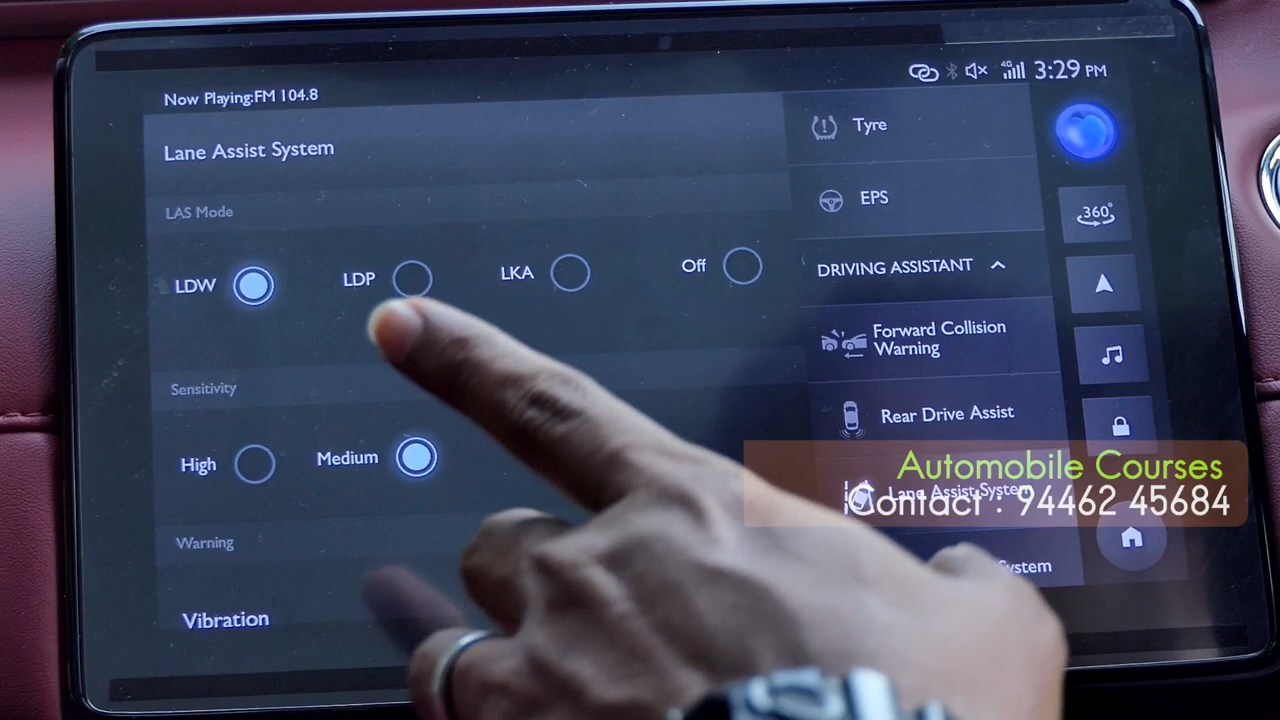 4G 3:29 PM
Now Playing:FM 104.8
Lane Assist System
LAS Mode
LDW
LDP
LKA
Off
Sensitivity
High
Medium
Warning
Vibration
Tyre
EPS
DRIVING ASSISTANT
Forward Collision
Warning
Rear Drive Assist
Lane Assist System
System
360°
Automobile Courses
Contact : 94462 45684